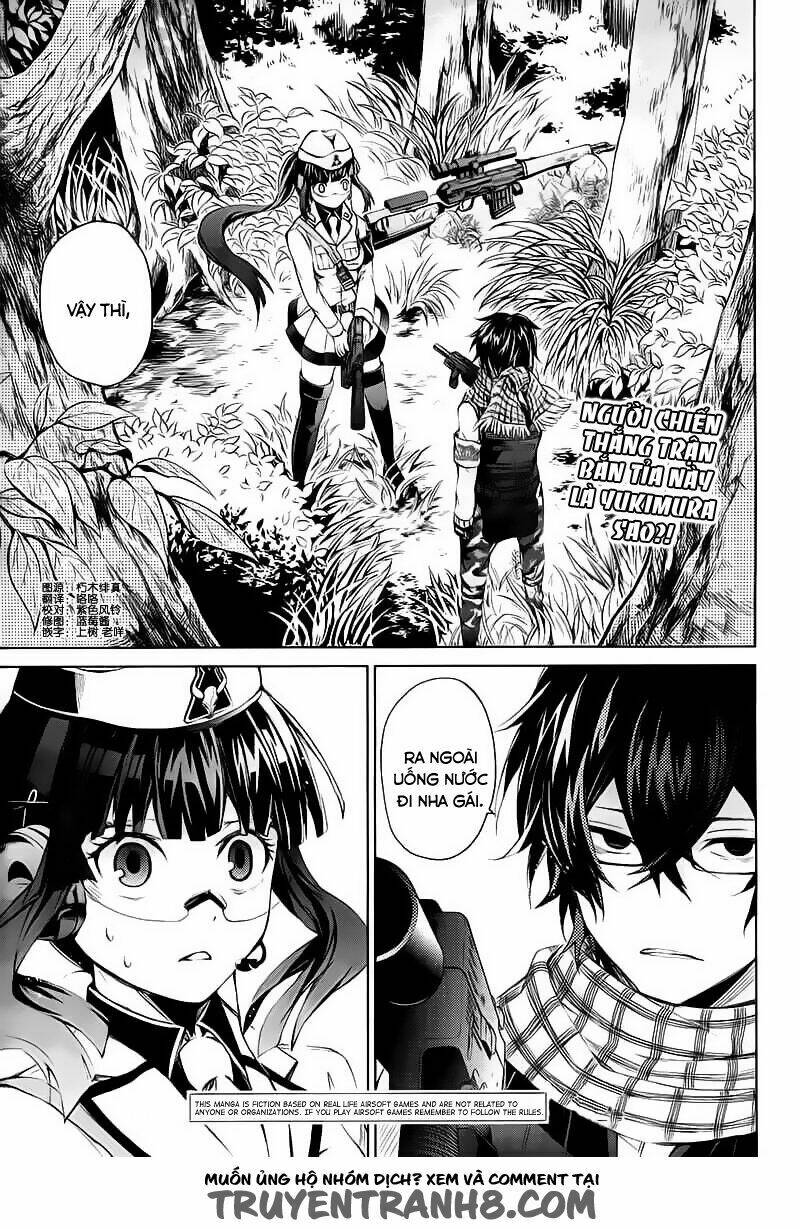 VẬY THÌ,
NGƯỜI CHIẾN
THẮNG TRẬN
BẮN TỈA NÀY
LÀ YUKIMURA
SAO?!
图源：朽木绯真
翻译：咯咯
校对：紫色风铃
修图：蓝莓酱
嵌字：上树 老咩
RA NGOÀI
UỐNG NƯỚC
ĐI NHA GÁI.
THIS MANGA IS FICTION BASED ON REAL LIFE AIRSOFT GAMES AND ARE NOT RELATED TO
ANYONE OR ORGANIZATIONS. IF YOU PLAY AIRSOFT GAMES REMEMBER TO FOLLOW THE RULES.
MUỐN ỦNG HỘ NHÓM DỊCH? XEM VÀ COMMENT TẠI
TRUYENTRANH8.COM